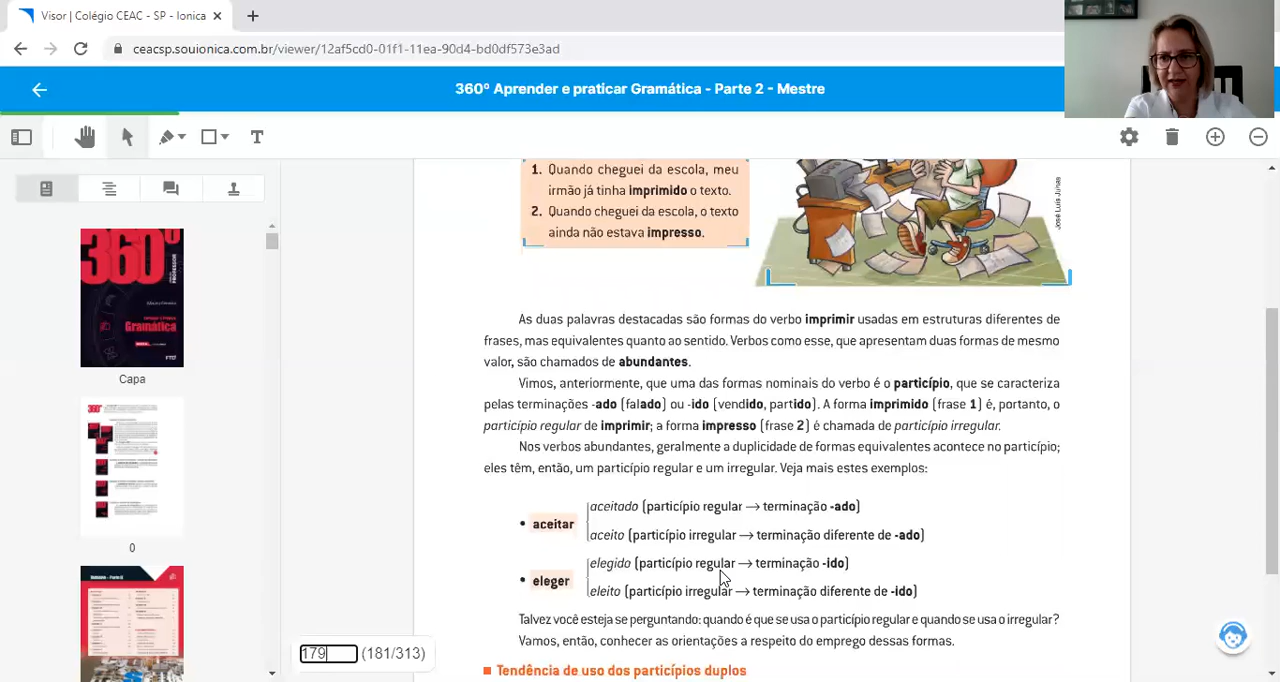 Visor | Colégio CEAC - SP - Ionica
ceacsp.souionica.com.br/viewer/12af5cd0-01f1-11ea-90d4-bd0df573e3ad
360º Aprender e praticar Gramática - Parte 2 - Mestre
T
1. Quando cheguei da escola, meu
irmão já tinha imprimido o texto.
2. Quando cheguei da escola, o texto
ainda não estava impresso.
José Luís Juhas
As duas palavras destacadas são formas do verbo imprimir usadas em estruturas diferentes de
frases, mas equivalentes quanto ao sentido. Verbos como esse, que apresentam duas formas de mesmo
valor, são chamados de abundantes.
Vimos, anteriormente, que uma das formas nominais do verbo é o particípio, que se caracteriza
pelas -ado (falado) ou -ido (vendido, partido). A forma imprimido (frase 1) é, portanto, o
particípio imprimir; a forma impresso (frase 2) de particípio irregular.
Nos verbos abundantes, geralmente a duplicidade de formas equivalentes acontece no particípio;
eles têm, então, um particípio regular e um irregular. Veja mais estes exemplos:
• aceitar
aceitado (particípio regular → terminação -ado)
aceito (particípio irregular → terminação diferente de -ado)
• eleger
elegido (particípio regular → terminação -ido)
eleito (particípio irregular → terminação diferente de -ido)
Talvez você esteja se perguntando: quando é que se usa o particípio regular e quando se usa o irregular?
Vamos, então, conhecer as orientações a respeito do emprego dessas formas.
Tendência de uso dos particípios duplos
360º
Gramática
FTD
Capa
360º
0
179 (181/313)